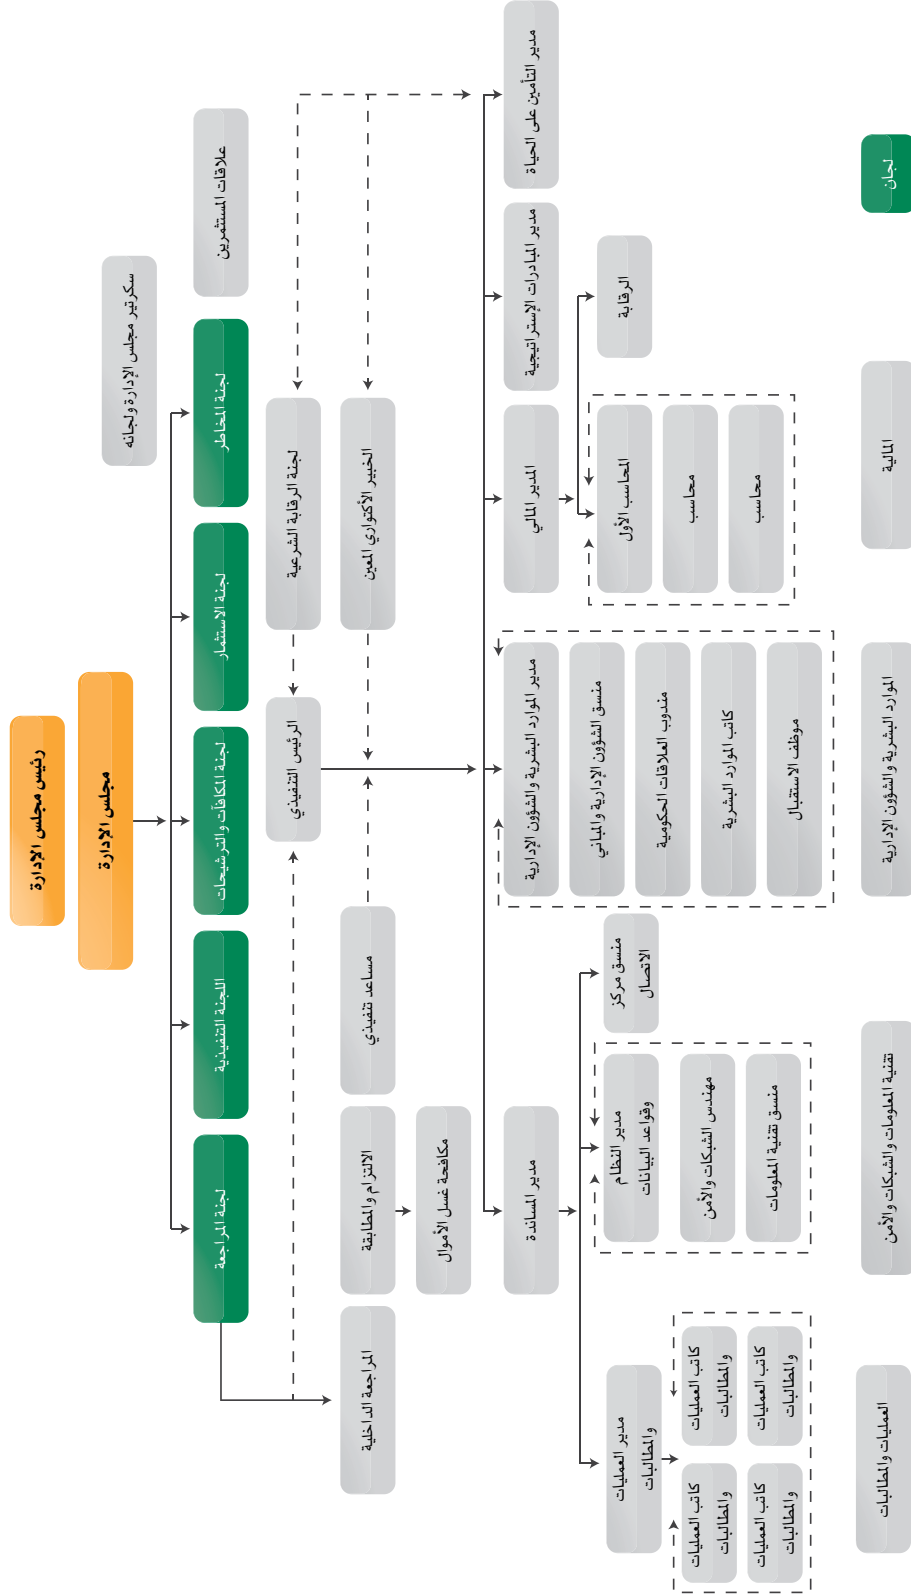 رئيس مجلس الإدارة
مجلس الإدارة
سكرتير مجلس الإدارة ولجانه
علاقات المستثمرين
لجنة المخاطر
لجنة الاستثمار
لجنة المكافآت والترشيحات
اللجنة التنفيذية
لجنة المراجعة
لجنة الرقابة الشرعية
الرئيس التنفيذي
الخبير الأكتواري المعين
مساعد تنفيذي
الالتزام والمطابقة
المراجعة الداخلية
مكافحة غسل الأموال
مدير التأمين على الحياة
مدير المبادرات الإستراتيجية
المدير المالي
مدير الموارد البشرية والشؤون الإدارية
مدير المساندة
الرقابة
المحاسب الأول
محاسب
محاسب
منسق الشؤون الإدارية والمباني
مندوب العلاقات الحكومية
كاتب الموارد البشرية
موظف الاستقبال
منسق مركز
الاتصال
مدير النظام
وقواعد البيانات
مهندس الشبكات والأمن
منسق تقنية المعلومات
مدير العمليات
والمطالبات
كاتب العمليات
والمطالبات
كاتب العمليات
والمطالبات
كاتب العمليات
والمطالبات
كاتب العمليات
والمطالبات
لجان
المالية
الموارد البشرية والشؤون الإدارية
تقنية المعلومات والشبكات والأمن
العمليات والمطالبات